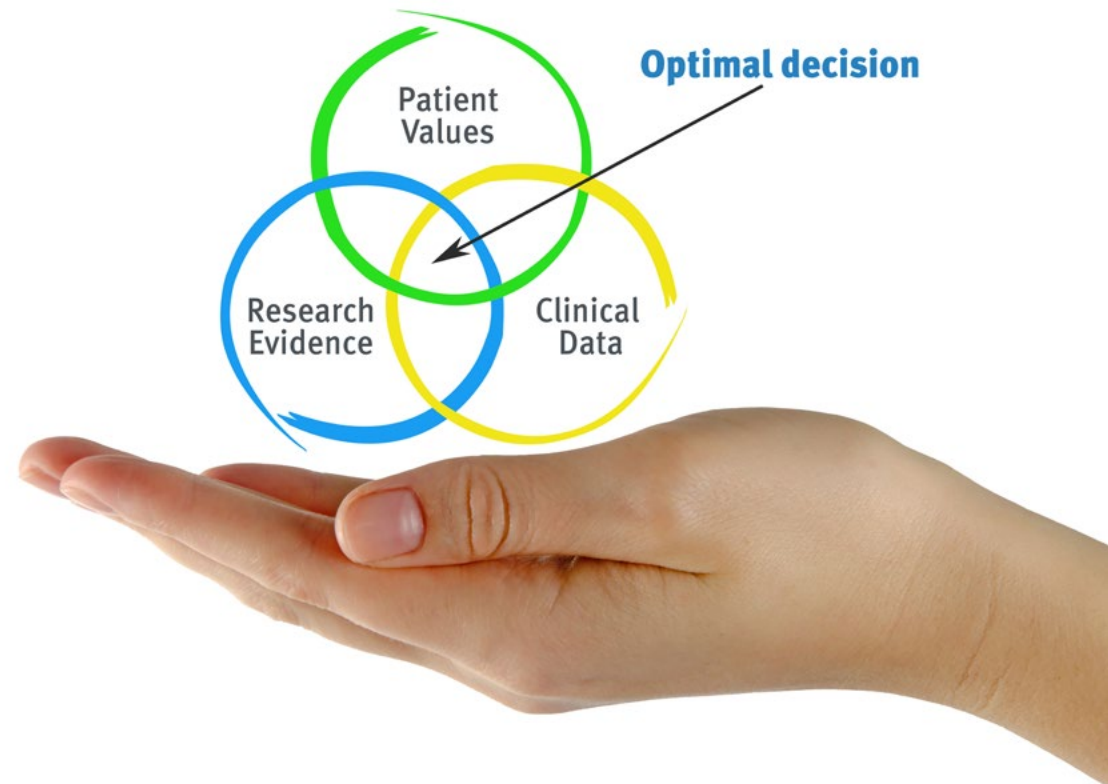 Optimal decision
Patient
Values
Research
Evidence
Clinical
Data